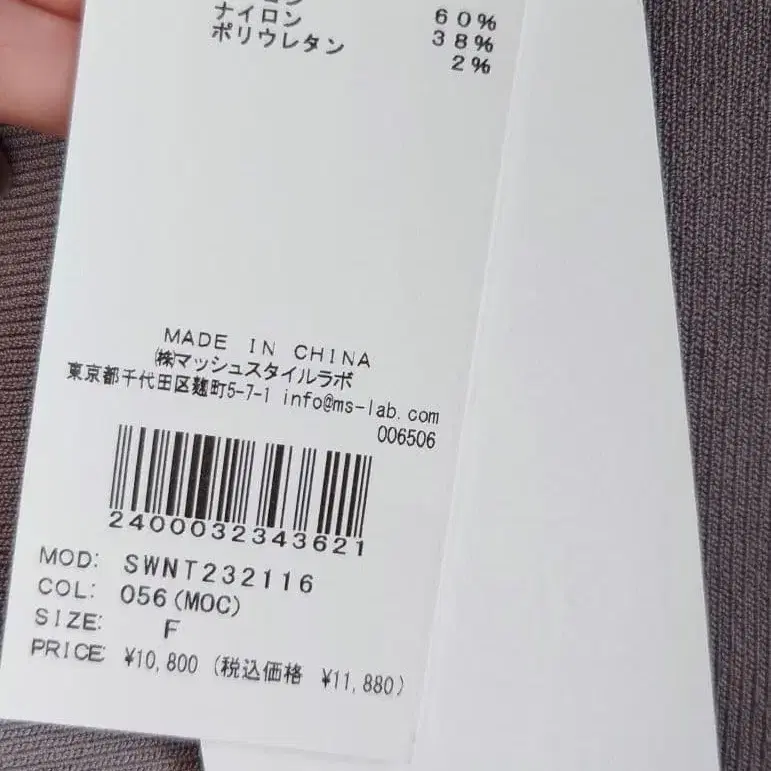 60%
ナイロン 38%
ポリウレタン 2%
MADE IN CHINA
㈱マッシュスタイルラボ
東京都千代田区麹町5-7-1 info@ms-lab.com
006506
2400032343621
MOD: SWNT232116
COL: 056(MOC)
SIZE: F
PRICE: ¥10,800 (税込価格 ¥11,880)